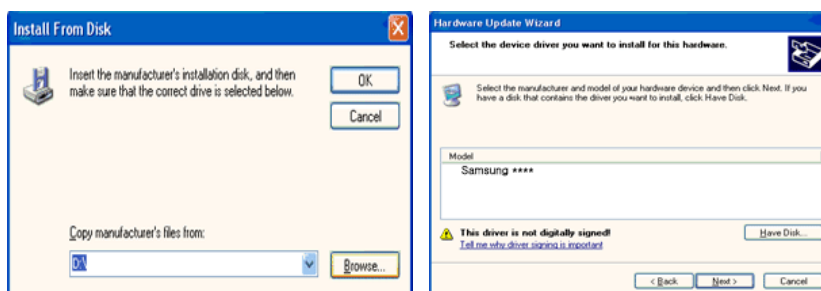 Install From Disk
Insert the manufacturer's installation disk, and then
make sure that the correct drive is selected below.
OK
Cancel
Copy manufacturer's files from:
D:\
Browse...
Hardware Update Wizard
Select the device driver you want to install for this hardware.
Select the manufacturer and model of your hardware device and then click Next. If you
have a disk that contains the driver you want to install, click Have Disk.
Model
Samsung ****
This driver is not digitally signed!
Tell me why driver signing is important
Have Disk...
< Back
Next >
Cancel